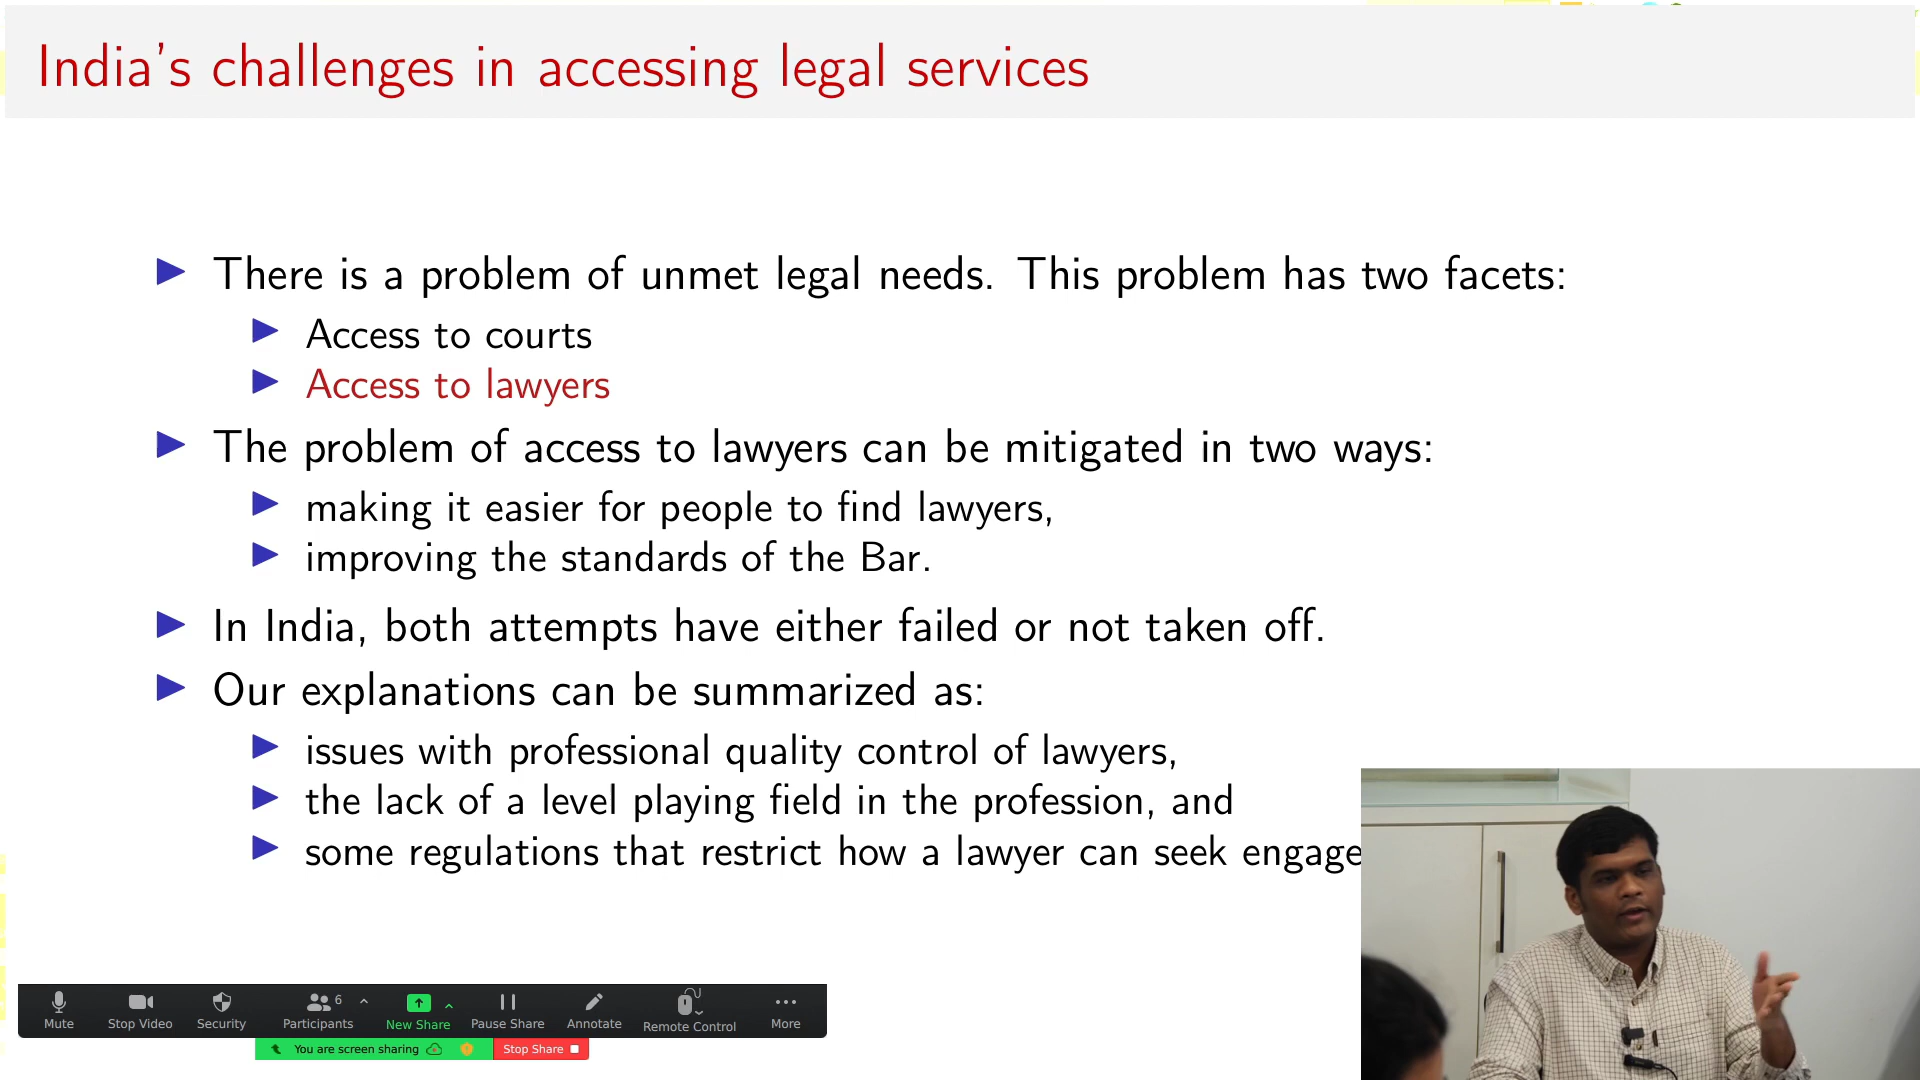 India's challenges in accessing legal services
There is a problem of unmet legal needs. This problem has two facets:
Access to courts
Access to lawyers
The problem of access to lawyers can be mitigated in two ways:
making it easier for people to find lawyers,
improving the standards of the Bar.
In India, both attempts have either failed or not taken off.
Our explanations can be summarized as:
issues with professional quality control of lawyers,
the lack of a level playing field in the profession, and
some regulations that restrict how a lawyer can seek
6
Mute Stop Video Security Participants New Share Pause Share Annotate Remote Control More
You are screen sharing Stop Share